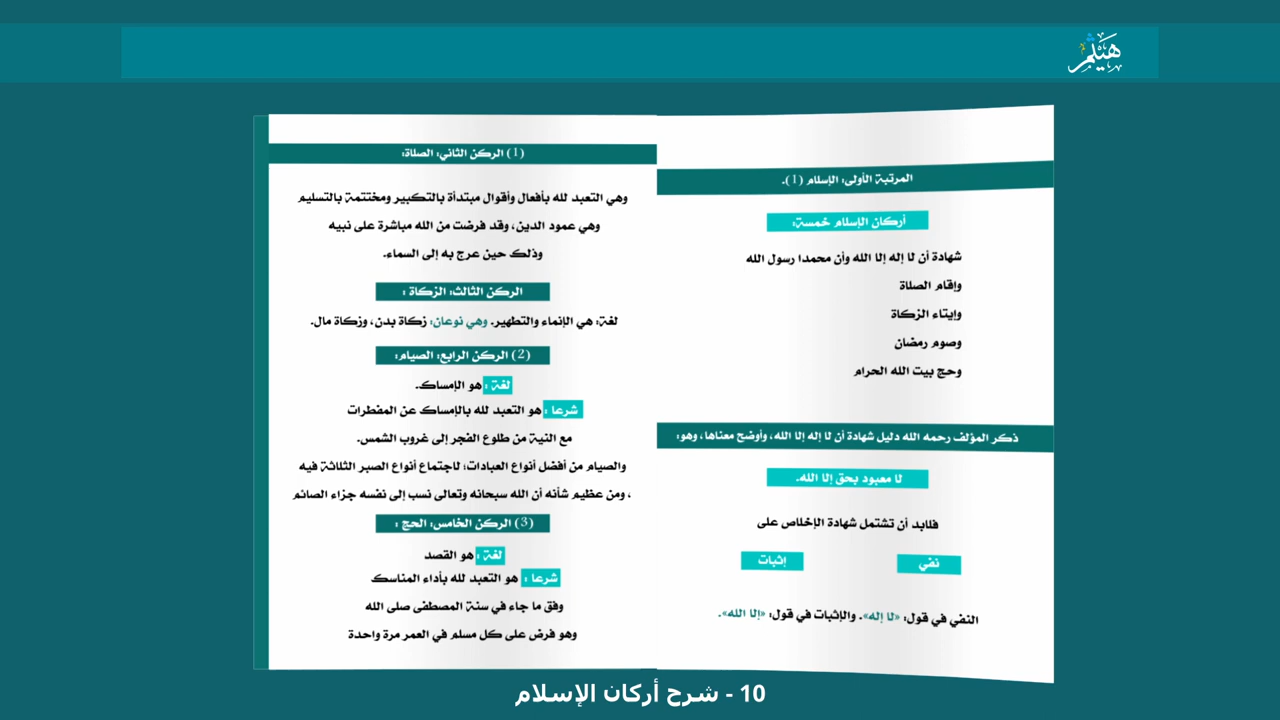 هيثم
المرتبة الأولى: الإسلام (1).
أركان الإسلام خمسة:
شهادة أن لا إله إلا الله وأن محمدا رسول الله
وإقام الصلاة
وإيتاء الزكاة
وصوم رمضان
وحج بيت الله الحرام
ذكر المؤلف رحمه الله دليل شهادة أن لا إله إلا الله، وأوضح معناها، وهو:
لا معبود بحق إلا الله.
فلابد أن تشتمل شهادة الإخلاص على
نفي
إثبات
النفي في قول: «لا إله». والإثبات في قول: «إلا الله».
(1) الركن الثاني: الصلاة:
وهي التعبد لله بأفعال وأقوال مبتدأة بالتكبير ومختتمة بالتسليم
وهي عمود الدين، وقد فرضت من الله مباشرة على نبيه
وذلك حين عرج به إلى السماء.
الركن الثالث: الزكاة :
لغة: هي الإنماء والتطهير. وهي نوعان: زكاة بدن، وزكاة مال.
(2) الركن الرابع: الصيام:
لغة : هو الإمساك.
شرعا : هو التعبد لله بالإمساك عن المفطرات
مع النية من طلوع الفجر إلى غروب الشمس.
والصيام من أفضل أنواع العبادات؛ لاجتماع أنواع الصبر الثلاثة فيه
، ومن عظيم شأنه أن الله سبحانه وتعالى نسب إلى نفسه جزاء الصائم
(3) الركن الخامس: الحج :
لغة : هو القصد
شرعا : هو التعبد لله بأداء المناسك
وفق ما جاء في سنة المصطفى صلى الله
وهو فرض على كل مسلم في العمر مرة واحدة
10 - شرح أركان الإسلام